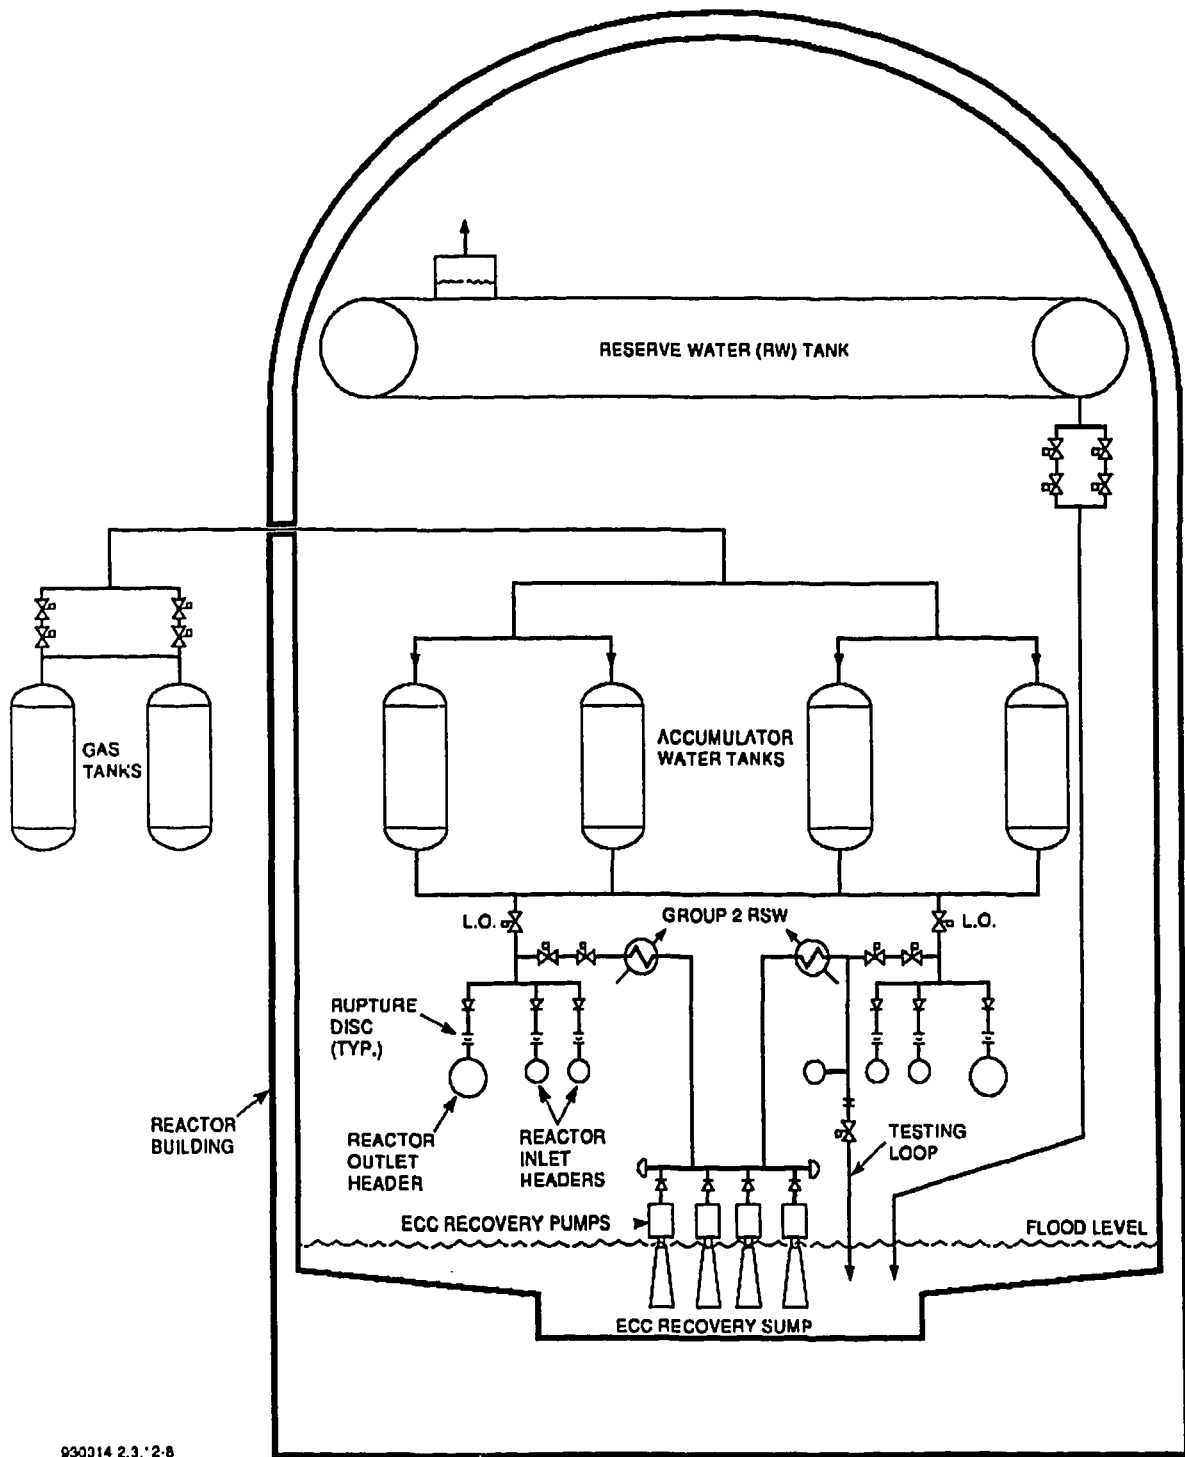 RESERVE WATER (RW) TANK
GAS
TANKS
ACCUMULATOR
WATER TANKS
L.O.
GROUP 2 RSW
L.O.
RUPTURE
DISC
(TYP.)
REACTOR
BUILDING
REACTOR
OUTLET
HEADER
REACTOR
INLET
HEADERS
TESTING
LOOP
ECC RECOVERY PUMPS
FLOOD LEVEL
ECC RECOVERY SUMP